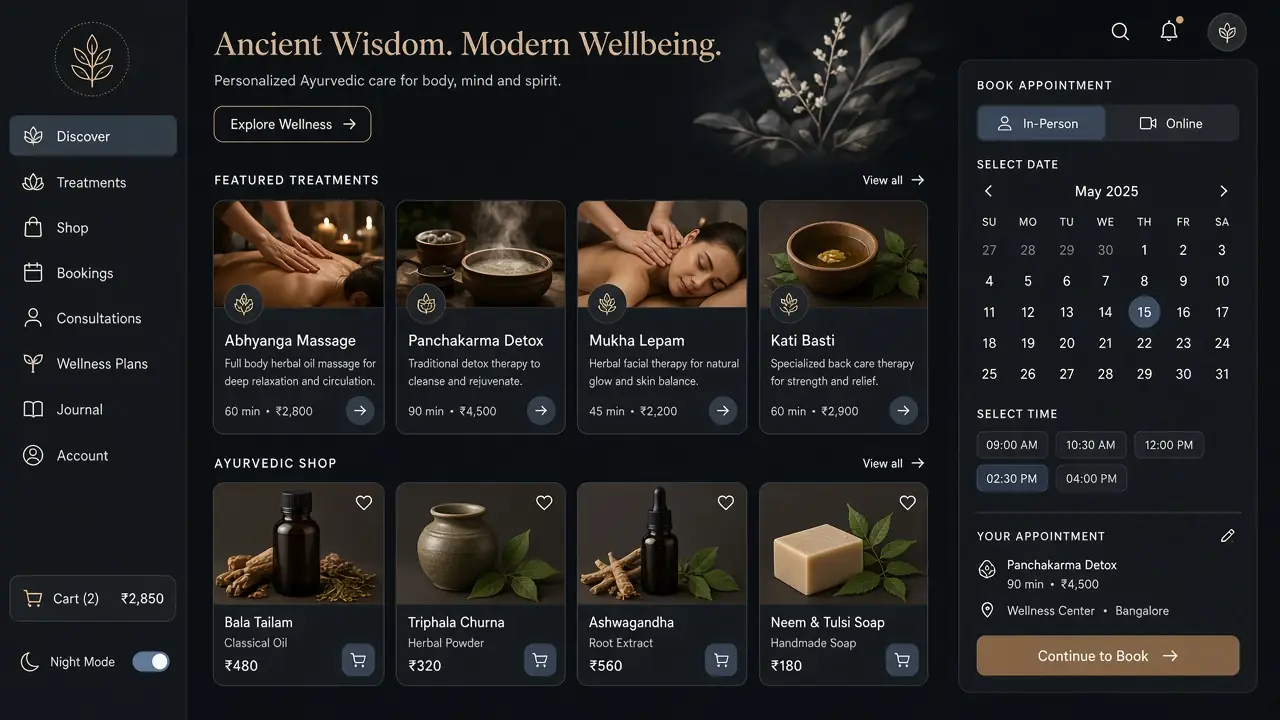 Discover
Treatments
Shop
Bookings
Consultations
Wellness Plans
Journal
Account
Cart (2) ₹2,850
Night Mode
Ancient Wisdom. Modern Wellbeing.
Personalized Ayurvedic care for body, mind and spirit.
Explore Wellness →
FEATURED TREATMENTS
View all →
Abhyanga Massage
Full body herbal oil massage for
deep relaxation and circulation.
60 min • ₹2,800
Panchakarma Detox
Traditional detox therapy to
cleanse and rejuvenate.
90 min • ₹4,500
Mukha Lepam
Herbal facial therapy for natural
glow and skin balance.
45 min • ₹2,200
Kati Basti
Specialized back care therapy
for strength and relief.
60 min • ₹2,900
AYURVEDIC SHOP
View all →
Bala Tailam
Classical Oil
₹480
Triphala Churna
Herbal Powder
₹320
Ashwagandha
Root Extract
₹560
Neem & Tulsi Soap
Handmade Soap
₹180
BOOK APPOINTMENT
In-Person Online
SELECT DATE
May 2025
SU MO TU WE TH FR SA
27 28 29 30 1 2 3
4 5 6 7 8 9 10
11 12 13 14 15 16 17
18 19 20 21 22 23 24
25 26 27 28 29 30 31
SELECT TIME
09:00 AM 10:30 AM 12:00 PM
02:30 PM 04:00 PM
YOUR APPOINTMENT
Panchakarma Detox
90 min • ₹4,500
Wellness Center • Bangalore
Continue to Book →